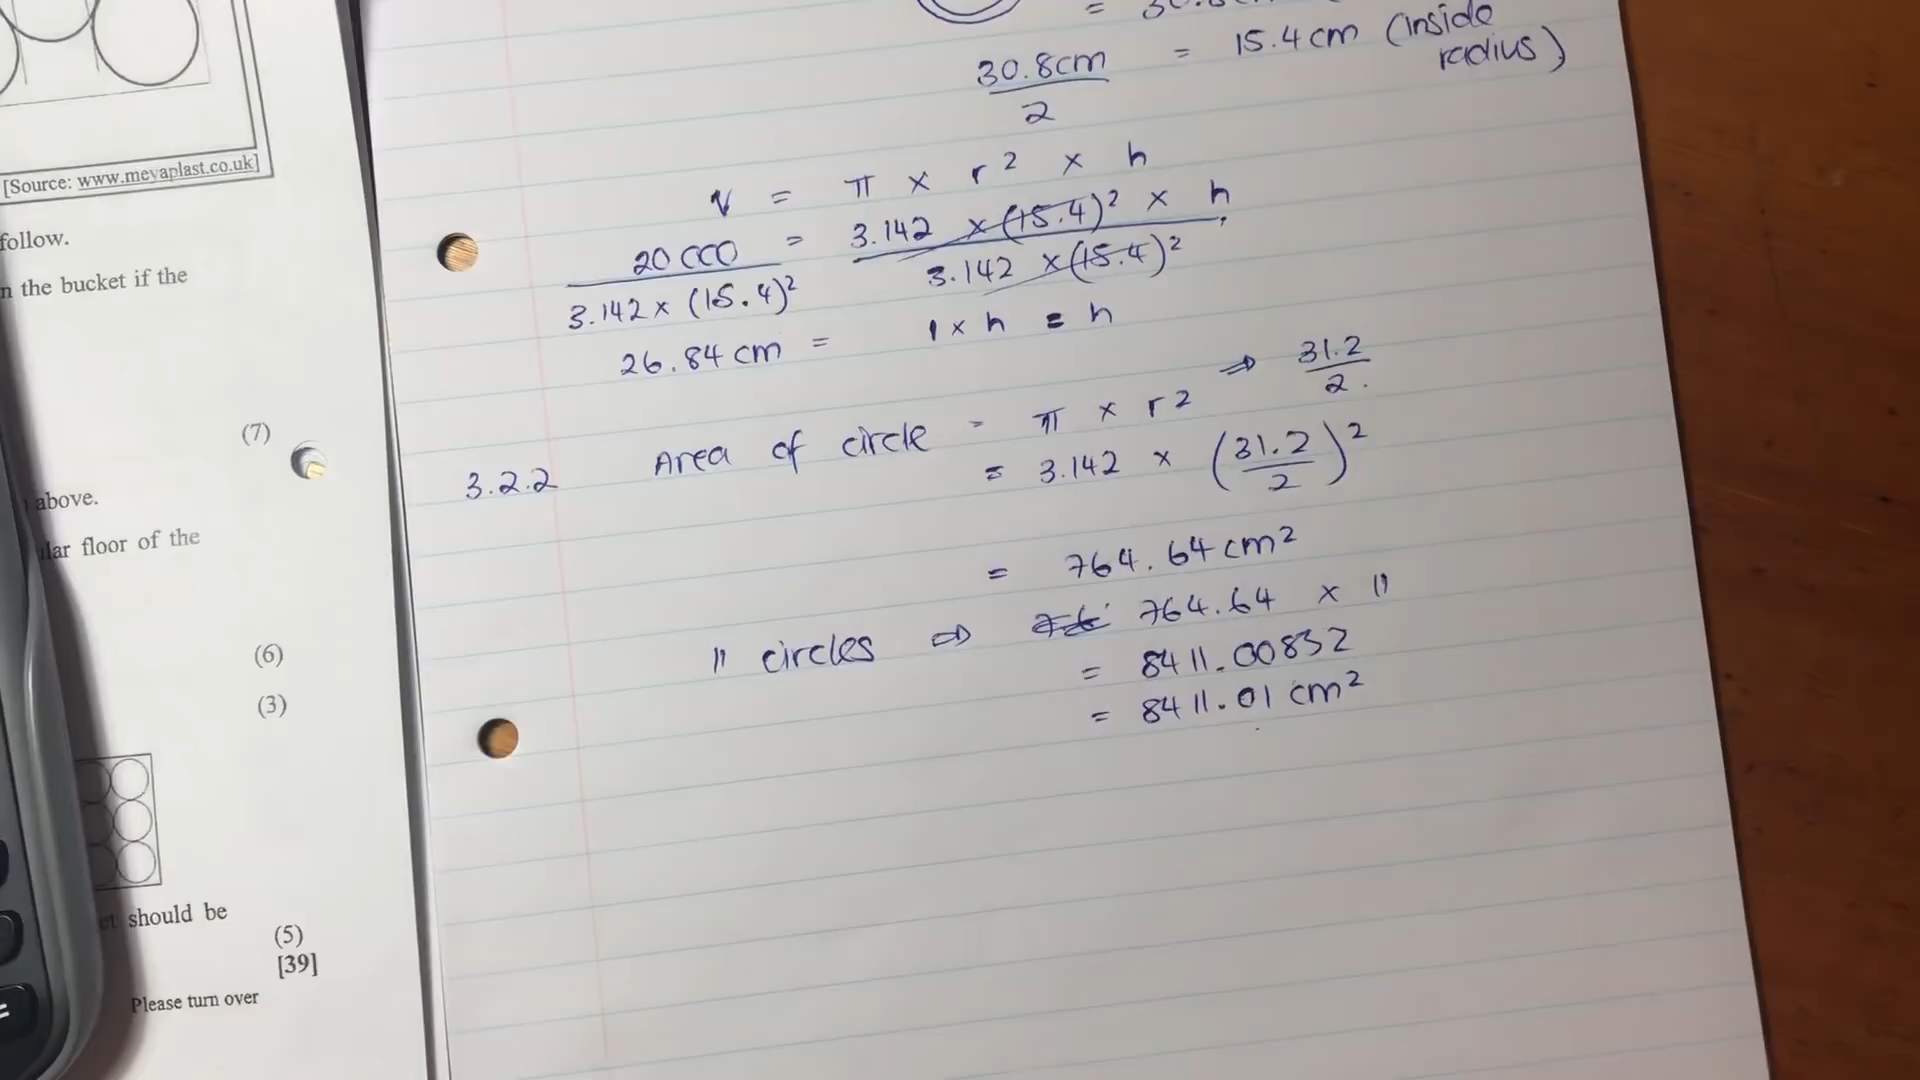 [Source: www.meyaplast.co.uk]
follow.
n the bucket if the
(7)
above.
lar floor of the
(6)
(3)
should be
(5)
[39]
Please turn over
=
30.8cm / 2 = 15.4cm (inside radius)
V = π × r² × h
20 000 / 3.142 × (15.4)² = 3.142 × (15.4)² × h / 3.142 × (15.4)²
26.84 cm = 1 × h = h
3.2.2 Area of circle = π × r² ⇒ 31.2 / 2
= 3.142 × (31.2 / 2)²
= 764.64 cm²
11 circles ⇒ 764.64 × 11
= 8411.00832
= 8411.01 cm²